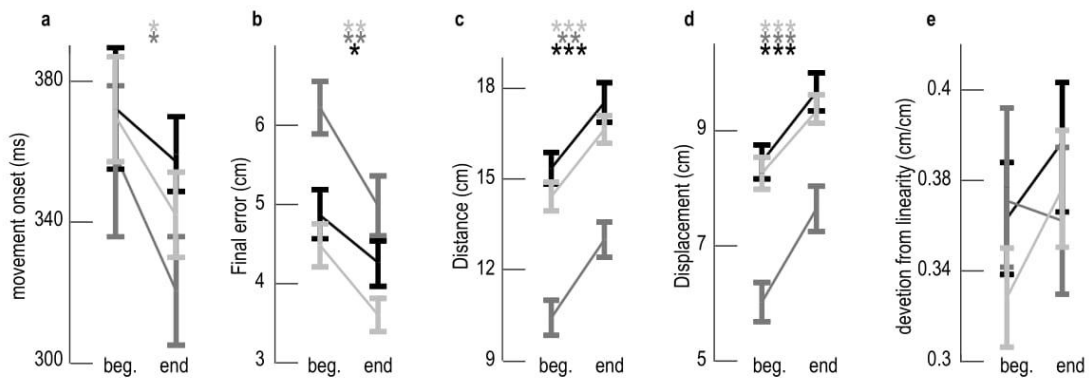 a
*
*
movement onset (ms)
380
340
300
beg. end
b
**
**
*
Final error (cm)
6
5
4
3
beg. end
c
***
**
***
Distance (cm)
18
15
12
9
beg. end
d
***
***
***
Displacement (cm)
9
7
5
beg. end
e
devetion from linearity (cm/cm)
0.4
0.38
0.34
0.3
beg. end